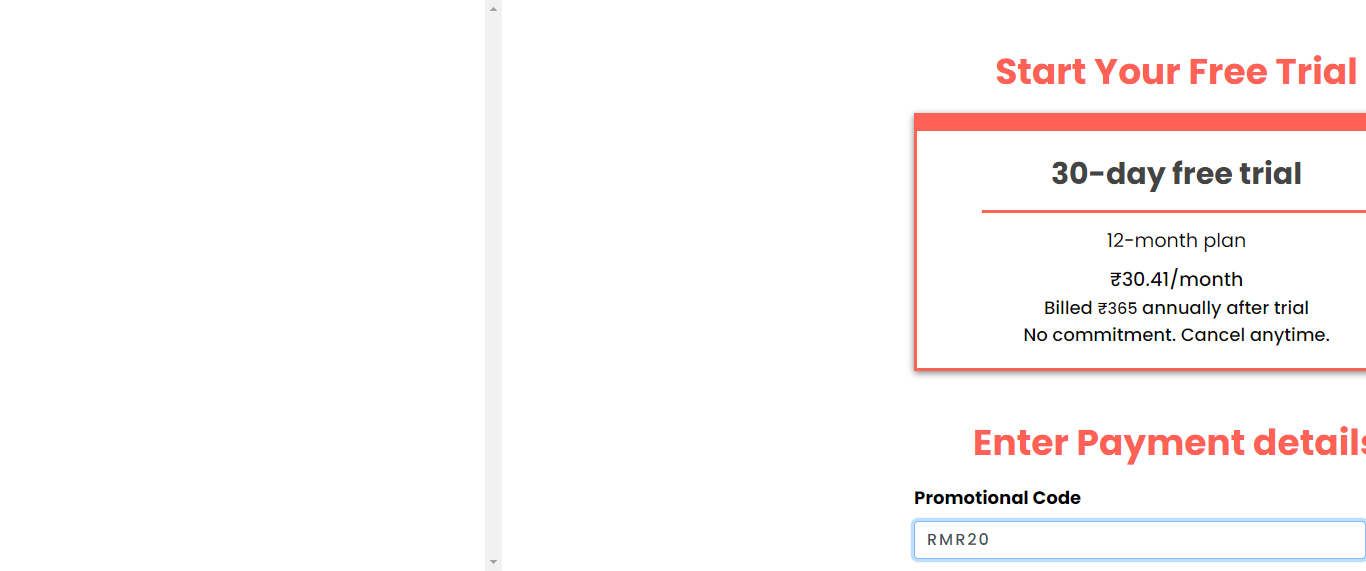 Start Your Free Trial
30-day free trial
12-month plan
₹30.41/month
Billed ₹365 annually after trial
No commitment. Cancel anytime.
Enter Payment details
Promotional Code
RMR20